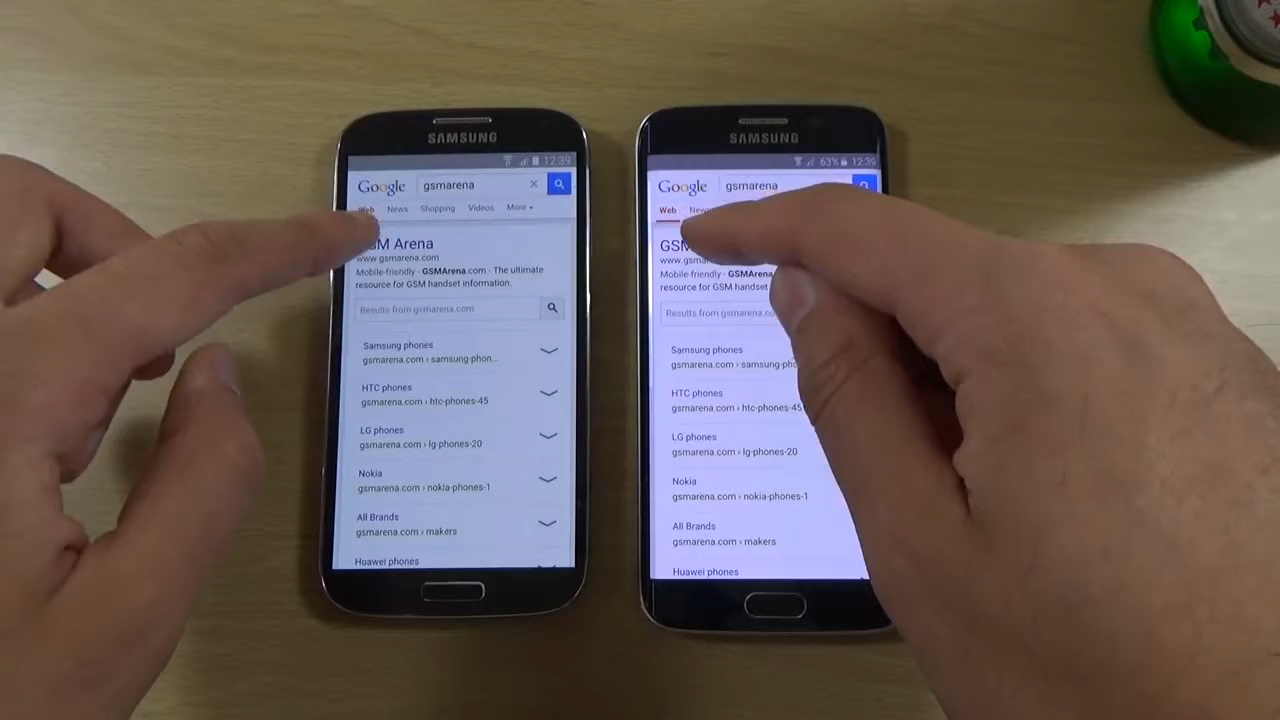 SAMSUNG
12:39
Google gsmarena
News Shopping Videos More
GSM Arena
www.gsmarena.com
Mobile-friendly · GSMArena.com - The ultimate
resource for GSM handset information.
Results from gsmarena.com
Samsung phones
gsmarena.com › samsung-phon...
HTC phones
gsmarena.com › htc-phones-45
LG phones
gsmarena.com › lg-phones-20
Nokia
gsmarena.com › nokia-phones-1
All Brands
gsmarena.com › makers
Huawei phones
SAMSUNG
63% 12:39
Google gsmarena
Web News
GSM
www.gsma
Mobile-friendly · GSMArena
resource for GSM handset
Results from gsmarena.co
Samsung phones
gsmarena.com › samsung-pho
HTC phones
gsmarena.com › htc-phones-45
LG phones
gsmarena.com › lg-phones-20
Nokia
gsmarena.com › nokia-phones-1
All Brands
gsmarena.com › makers
Huawei phones